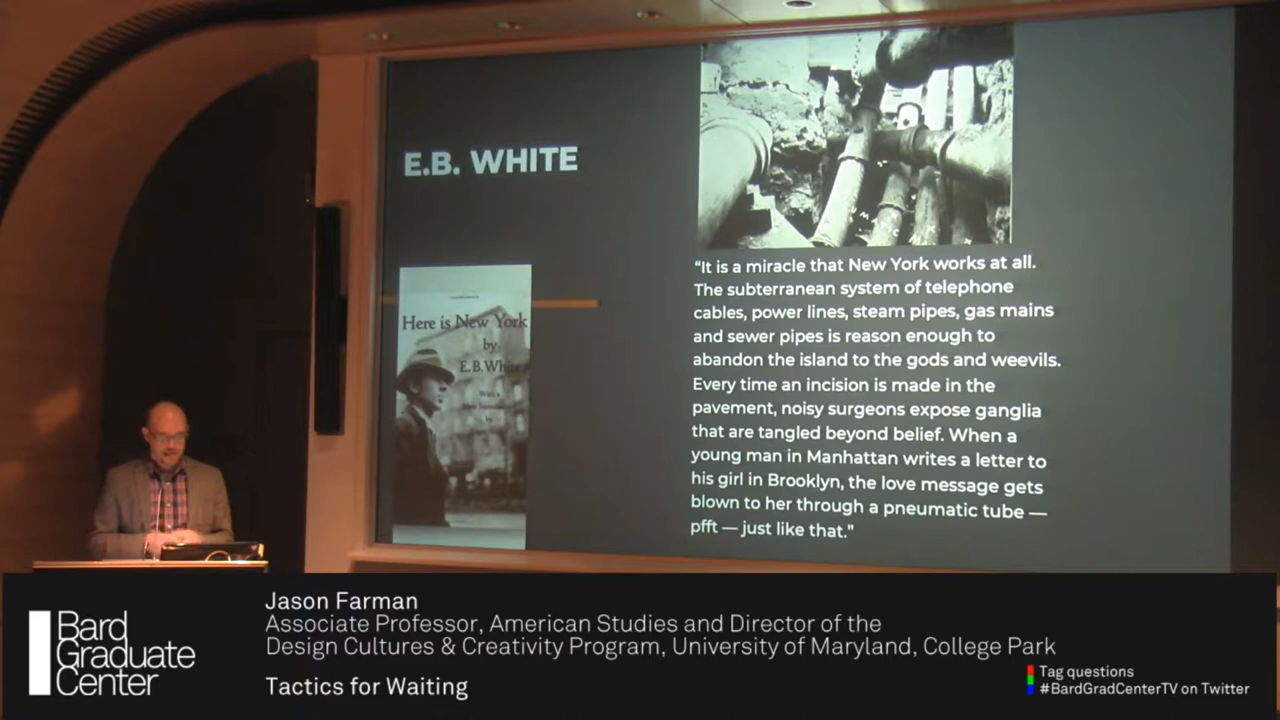 E.B. WHITE
Here is New York
by
E.B. White
With a
by
“It is a miracle that New York works at all.
The subterranean system of telephone
cables, power lines, steam pipes, gas mains
and sewer pipes is reason enough to
abandon the island to the gods and weevils.
Every time an incision is made in the
pavement, noisy surgeons expose ganglia
that are tangled beyond belief. When a
young man in Manhattan writes a letter to
his girl in Brooklyn, the love message gets
blown to her through a pneumatic tube —
pfft — just like that.”
Bard
Graduate
Center
Jason Farman
Associate Professor, American Studies and Director of the
Design Cultures & Creativity Program, University of Maryland, College Park
Tactics for Waiting
Tag questions
#BardGradCenterTV on Twitter